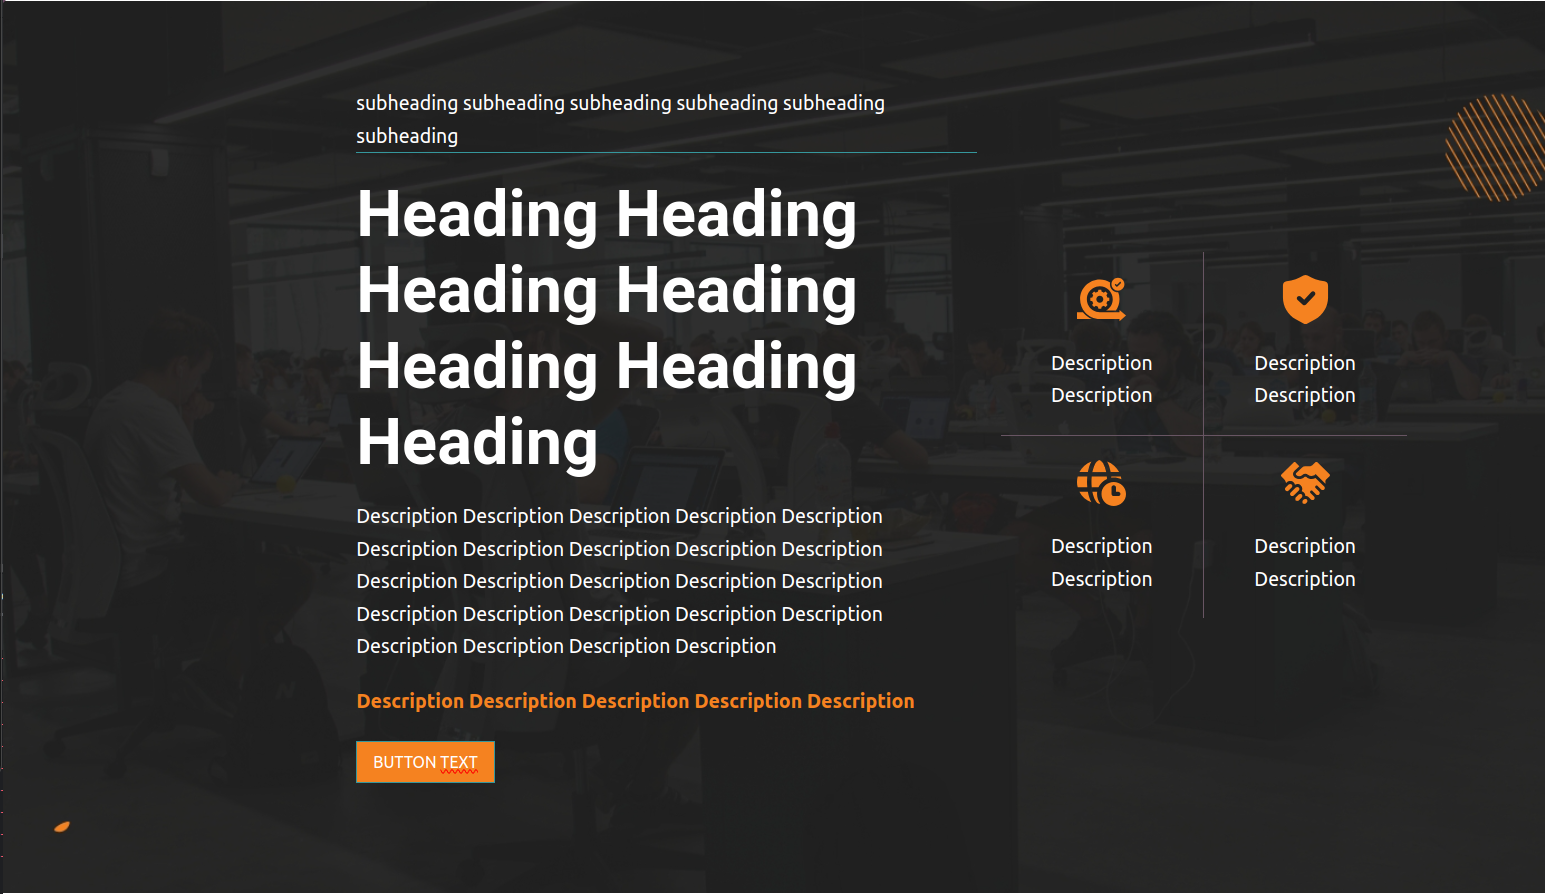 subheading subheading subheading subheading subheading
subheading
Heading Heading
Heading Heading
Heading Heading
Heading
Description Description Description Description Description
Description Description Description Description Description
Description Description Description Description Description
Description Description Description Description Description
Description Description Description Description
Description Description Description Description Description
BUTTON TEXT
Description
Description
Description
Description
Description
Description
Description
Description